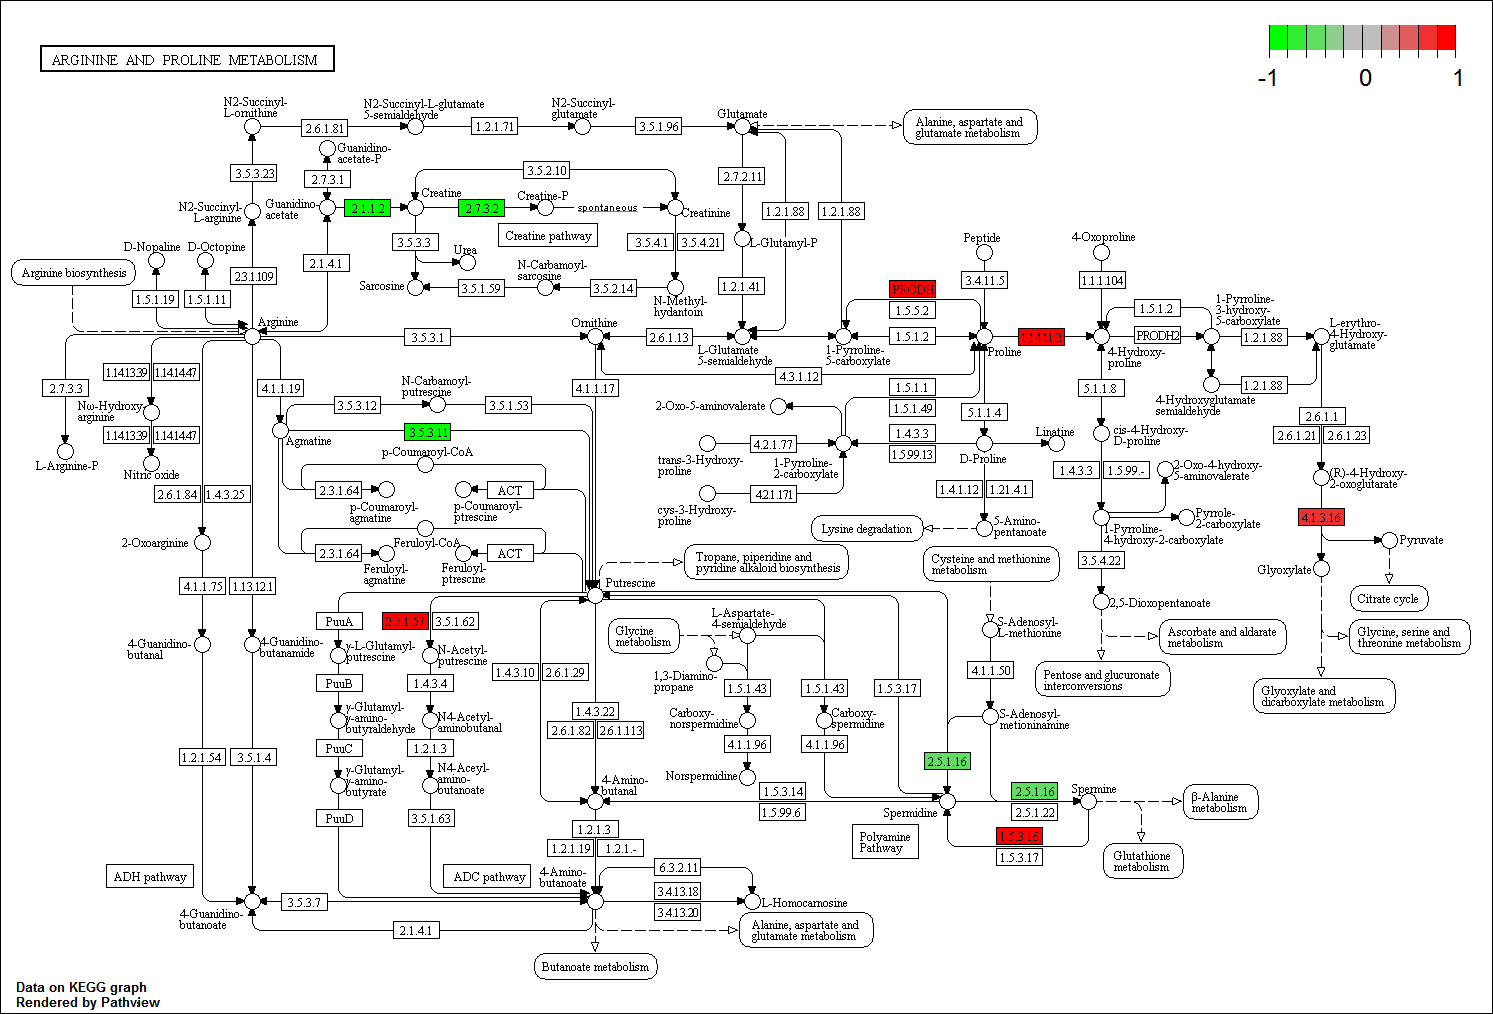 ARGININE AND PROLINE METABOLISM
-1 0 1
N2-Succinyl-
L-ornithine
2.6.1.81
N2-Succinyl-L-glutamate
5-semialdehyde
1.2.1.71
N2-Succinyl-
glutamate
3.5.1.96
Glutamate
Alanine, aspartate and
glutamate metabolism
Guanidino-
acetate-P
3.5.3.23
2.7.3.1
3.5.2.10
2.7.2.11
N2-Succinyl-
L-arginine
Guanidino-
acetate
2.1.1.2
Creatine
2.7.3.2
Creatine-P
spontaneous
Creatinine
1.2.1.88
1.2.1.88
Creatine pathway
3.5.3.3
3.5.4.1
3.5.4.21
L-Glutamyl-P
Peptide
4-Oxoproline
D-Nopaline
D-Octopine
Urea
Arginine biosynthesis
2.3.1.109
2.1.4.1
N-Carbamoyl-
sarcosine
3.4.11.5
1.1.1.104
1.5.1.19
1.5.1.11
Sarcosine
3.5.1.59
3.5.2.14
N-Methyl-
hydantoin
1.2.1.41
PRODH
1.5.5.2
1.5.1.2
1-Pyrroline-
3-hydroxy-
5-carboxylate
Arginine
3.5.3.1
Ornithine
2.6.1.13
L-Glutamate
5-semialdehyde
1-Pyrroline-
5-carboxylate
1.5.1.2
Proline
1.14.11.2
4-Hydroxy-
proline
PRODH2
1.2.1.88
L-erythro-
4-Hydroxy-
glutamate
1.14.13.39
1.14.14.47
2.7.3.3
4.1.1.19
N-Carbamoyl-
putrescine
4.1.1.17
4.3.1.12
1.5.1.1
5.1.1.8
1.2.1.88
4-Hydroxyglutamate
semialdehyde
Nω-Hydroxy
arginine
3.5.3.12
3.5.1.53
2-Oxo-5-aminovalerate
1.5.1.49
5.1.1.4
2.6.1.1
1.14.13.39
1.14.14.47
Agmatine
3.5.3.11
1.4.3.3
Linatine
cis-4-Hydroxy-
D-proline
2.6.1.21
2.6.1.23
L-Arginine-P
Nitric oxide
p-Coumaroyl-CoA
trans-3-Hydroxy-
proline
4.2.1.77
1-Pyrroline-
2-carboxylate
1.5.99.13
D-Proline
1.4.3.3
1.5.99.-
2-Oxo-4-hydroxy-
5-aminovalerate
(R)-4-Hydroxy-
2-oxoglutarate
2.6.1.84
1.4.3.25
2.3.1.64
ACT
4.2.1.171
1.4.1.12
1.21.4.1
p-Coumaroyl-
agmatine
p-Coumaroyl-
ptrescine
cys-3-Hydroxy-
proline
Lysine degradation
5-Amino-
pentanoate
1-Pyrroline-
4-hydroxy-2-carboxylate
Pyrrole-
2-carboxylate
4.1.3.16
2-Oxoarginine
2.3.1.64
Feruloyl-CoA
ACT
Feruloyl-
agmatine
Feruloyl-
ptrescine
Tropane, piperidine and
pyridine alkaloid biosynthesis
Cysteine and methionine
metabolism
3.5.4.22
Glyoxylate
Pyruvate
4.1.1.75
1.13.12.1
Putrescine
2,5-Dioxopentanoate
Citrate cycle
PuuA
2.3.1.57
3.5.1.62
Glycine
metabolism
L-Aspartate-
4-semialdehyde
S-Adenosyl-
L-methionine
Ascorbate and aldarate
metabolism
Glycine, serine and
threonine metabolism
4-Guanidino-
butanal
4-Guanidino-
butanamide
γ-L-Glutamyl-
putrescine
N-Acetyl-
putrescine
1.4.3.10
2.6.1.29
1,3-Diamino-
propane
4.1.1.50
Pentose and glucuronate
interconversions
Glyoxylate and
dicarboxylate metabolism
PuuB
1.4.3.4
1.5.1.43
1.5.1.43
1.5.3.17
γ-Glutamyl-
γ-amino-
butyraldehyde
N4-Acetyl-
aminobutanal
1.4.3.22
2.6.1.82
2.6.1.113
Carboxy-
norspermidine
Carboxy-
spermidine
S-Adenosyl-
metioninamine
1.2.1.54
3.5.1.4
PuuC
1.2.1.3
4.1.1.96
4.1.1.96
2.5.1.16
γ-Glutamyl-
γ-amino-
butyrate
N4-Aceyl-
amino-
butanoate
4-Amino-
butanal
Norspermidine
1.5.3.14
1.5.99.6
Spermidine
2.5.1.16
2.5.1.22
Spermine
β-Alanine
metabolism
PuuD
3.5.1.63
1.2.1.3
1.2.1.19
1.2.1.-
Polyamine
Pathway
1.5.3.16
1.5.3.17
Glutathione
metabolism
ADH pathway
ADC pathway
4-Amino-
butanoate
6.3.2.11
3.4.13.18
3.4.13.20
L-Homocarnosine
4-Guanidino-
butanoate
3.5.3.7
2.1.4.1
Alanine, aspartate and
glutamate metabolism
Butanoate metabolism
Data on KEGG graph
Rendered by Pathview